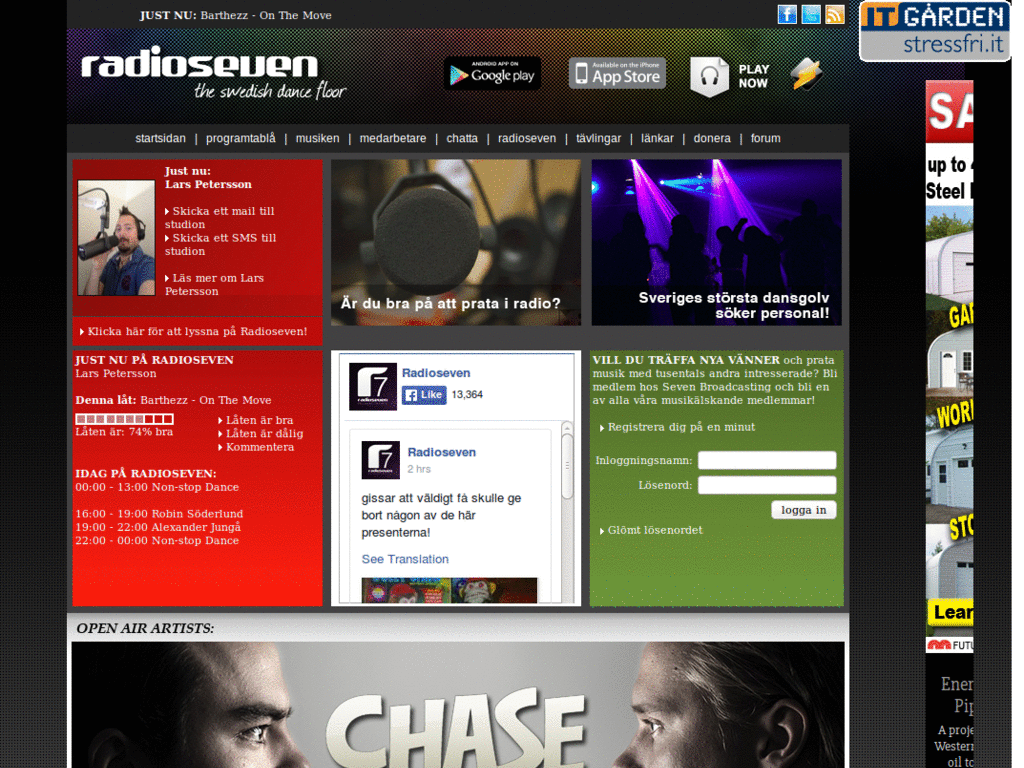 JUST NU: Barthezz - On The Move
IT GÅRDEN
stressfri.it
radioseven
the swedish dance floor
ANDROID APP ON
Google play
Available on the iPhone
App Store
PLAY
NOW
startsidan | programtablå | musiken | medarbetare | chatta | radioseven | tävlingar | länkar | donera | forum
Just nu:
Lars Petersson
Skicka ett mail till
studion
Skicka ett SMS till
studion
Läs mer om Lars
Petersson
Klicka här för att lyssna på Radioseven!
Är du bra på att prata i radio?
Sveriges största dansgolv
söker personal!
JUST NU PÅ RADIOSEVEN
Lars Petersson
Denna låt: Barthezz - On The Move
Låten är: 74% bra
Låten är bra
Låten är dålig
Kommentera
IDAG PÅ RADIOSEVEN:
00:00 - 13:00 Non-stop Dance
16:00 - 19:00 Robin Söderlund
19:00 - 22:00 Alexander Jungå
22:00 - 00:00 Non-stop Dance
Radioseven
Like 13,364
Radioseven
2 hrs
gissar att väldigt få skulle ge
bort någon av de här
presenterna!
See Translation
VILL DU TRÄFFA NYA VÄNNER och prata
musik med tusentals andra intresserade? Bli
medlem hos Seven Broadcasting och bli en
av alla våra musikälskande medlemmar!
Registrera dig på en minut
Inloggningsnamn:
Lösenord:
logga in
Glömt lösenordet
OPEN AIR ARTISTS:
CHASE
SA
up to 4
Steel
GA
WOR
STO
Lear
FUTU
Ener
Pip
A proje
Western
oil to